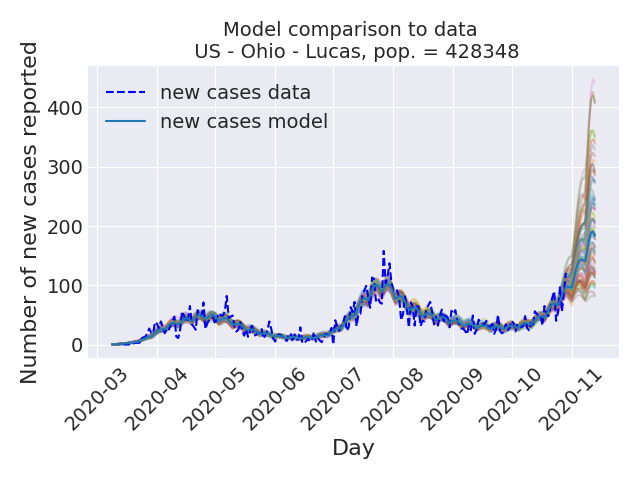 Model comparison to data
US - Ohio - Lucas, pop. = 428348
Number of new cases reported
400
300
200
100
0
new cases data
new cases model
2020-03
2020-04
2020-05
2020-06
2020-07
2020-08
2020-09
2020-10
2020-11
Day